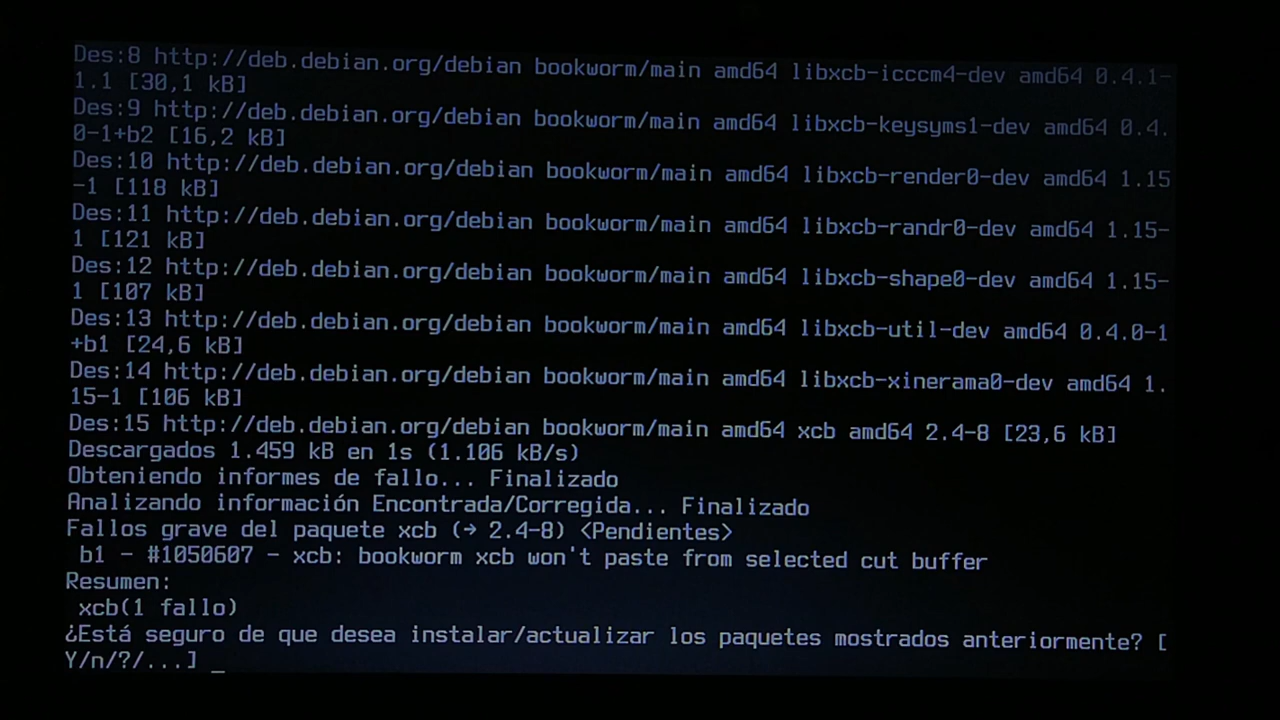 Des:8 http://deb.debian.org/debian bookworm/main amd64 libxcb-icccm4-dev amd64 0.4.1-
1.1 [30,1 kB]
Des:9 http://deb.debian.org/debian bookworm/main amd64 libxcb-keysyms1-dev amd64 0.4.
0-1+b2 [16,2 kB]
Des:10 http://deb.debian.org/debian bookworm/main amd64 libxcb-render0-dev amd64 1.15
-1 [118 kB]
Des:11 http://deb.debian.org/debian bookworm/main amd64 libxcb-randr0-dev amd64 1.15-
1 [121 kB]
Des:12 http://deb.debian.org/debian bookworm/main amd64 libxcb-shape0-dev amd64 1.15-
1 [107 kB]
Des:13 http://deb.debian.org/debian bookworm/main amd64 libxcb-util-dev amd64 0.4.0-1
+b1 [24,6 kB]
Des:14 http://deb.debian.org/debian bookworm/main amd64 libxcb-xinerama0-dev amd64 1.
15-1 [106 kB]
Des:15 http://deb.debian.org/debian bookworm/main amd64 xcb amd64 2.4-8 [23,6 kB]
Descargados 1.459 kB en 1s (1.106 kB/s)
Obteniendo informes de fallo... Finalizado
Analizando información Encontrada/Corregida... Finalizado
Fallos grave del paquete xcb (→ 2.4-8) <Pendientes>
 b1 - #1050607 - xcb: bookworm xcb won't paste from selected cut buffer
Resumen:
 xcb(1 fallo)
¿Está seguro de que desea instalar/actualizar los paquetes mostrados anteriormente? [
Y/n/?/...] _